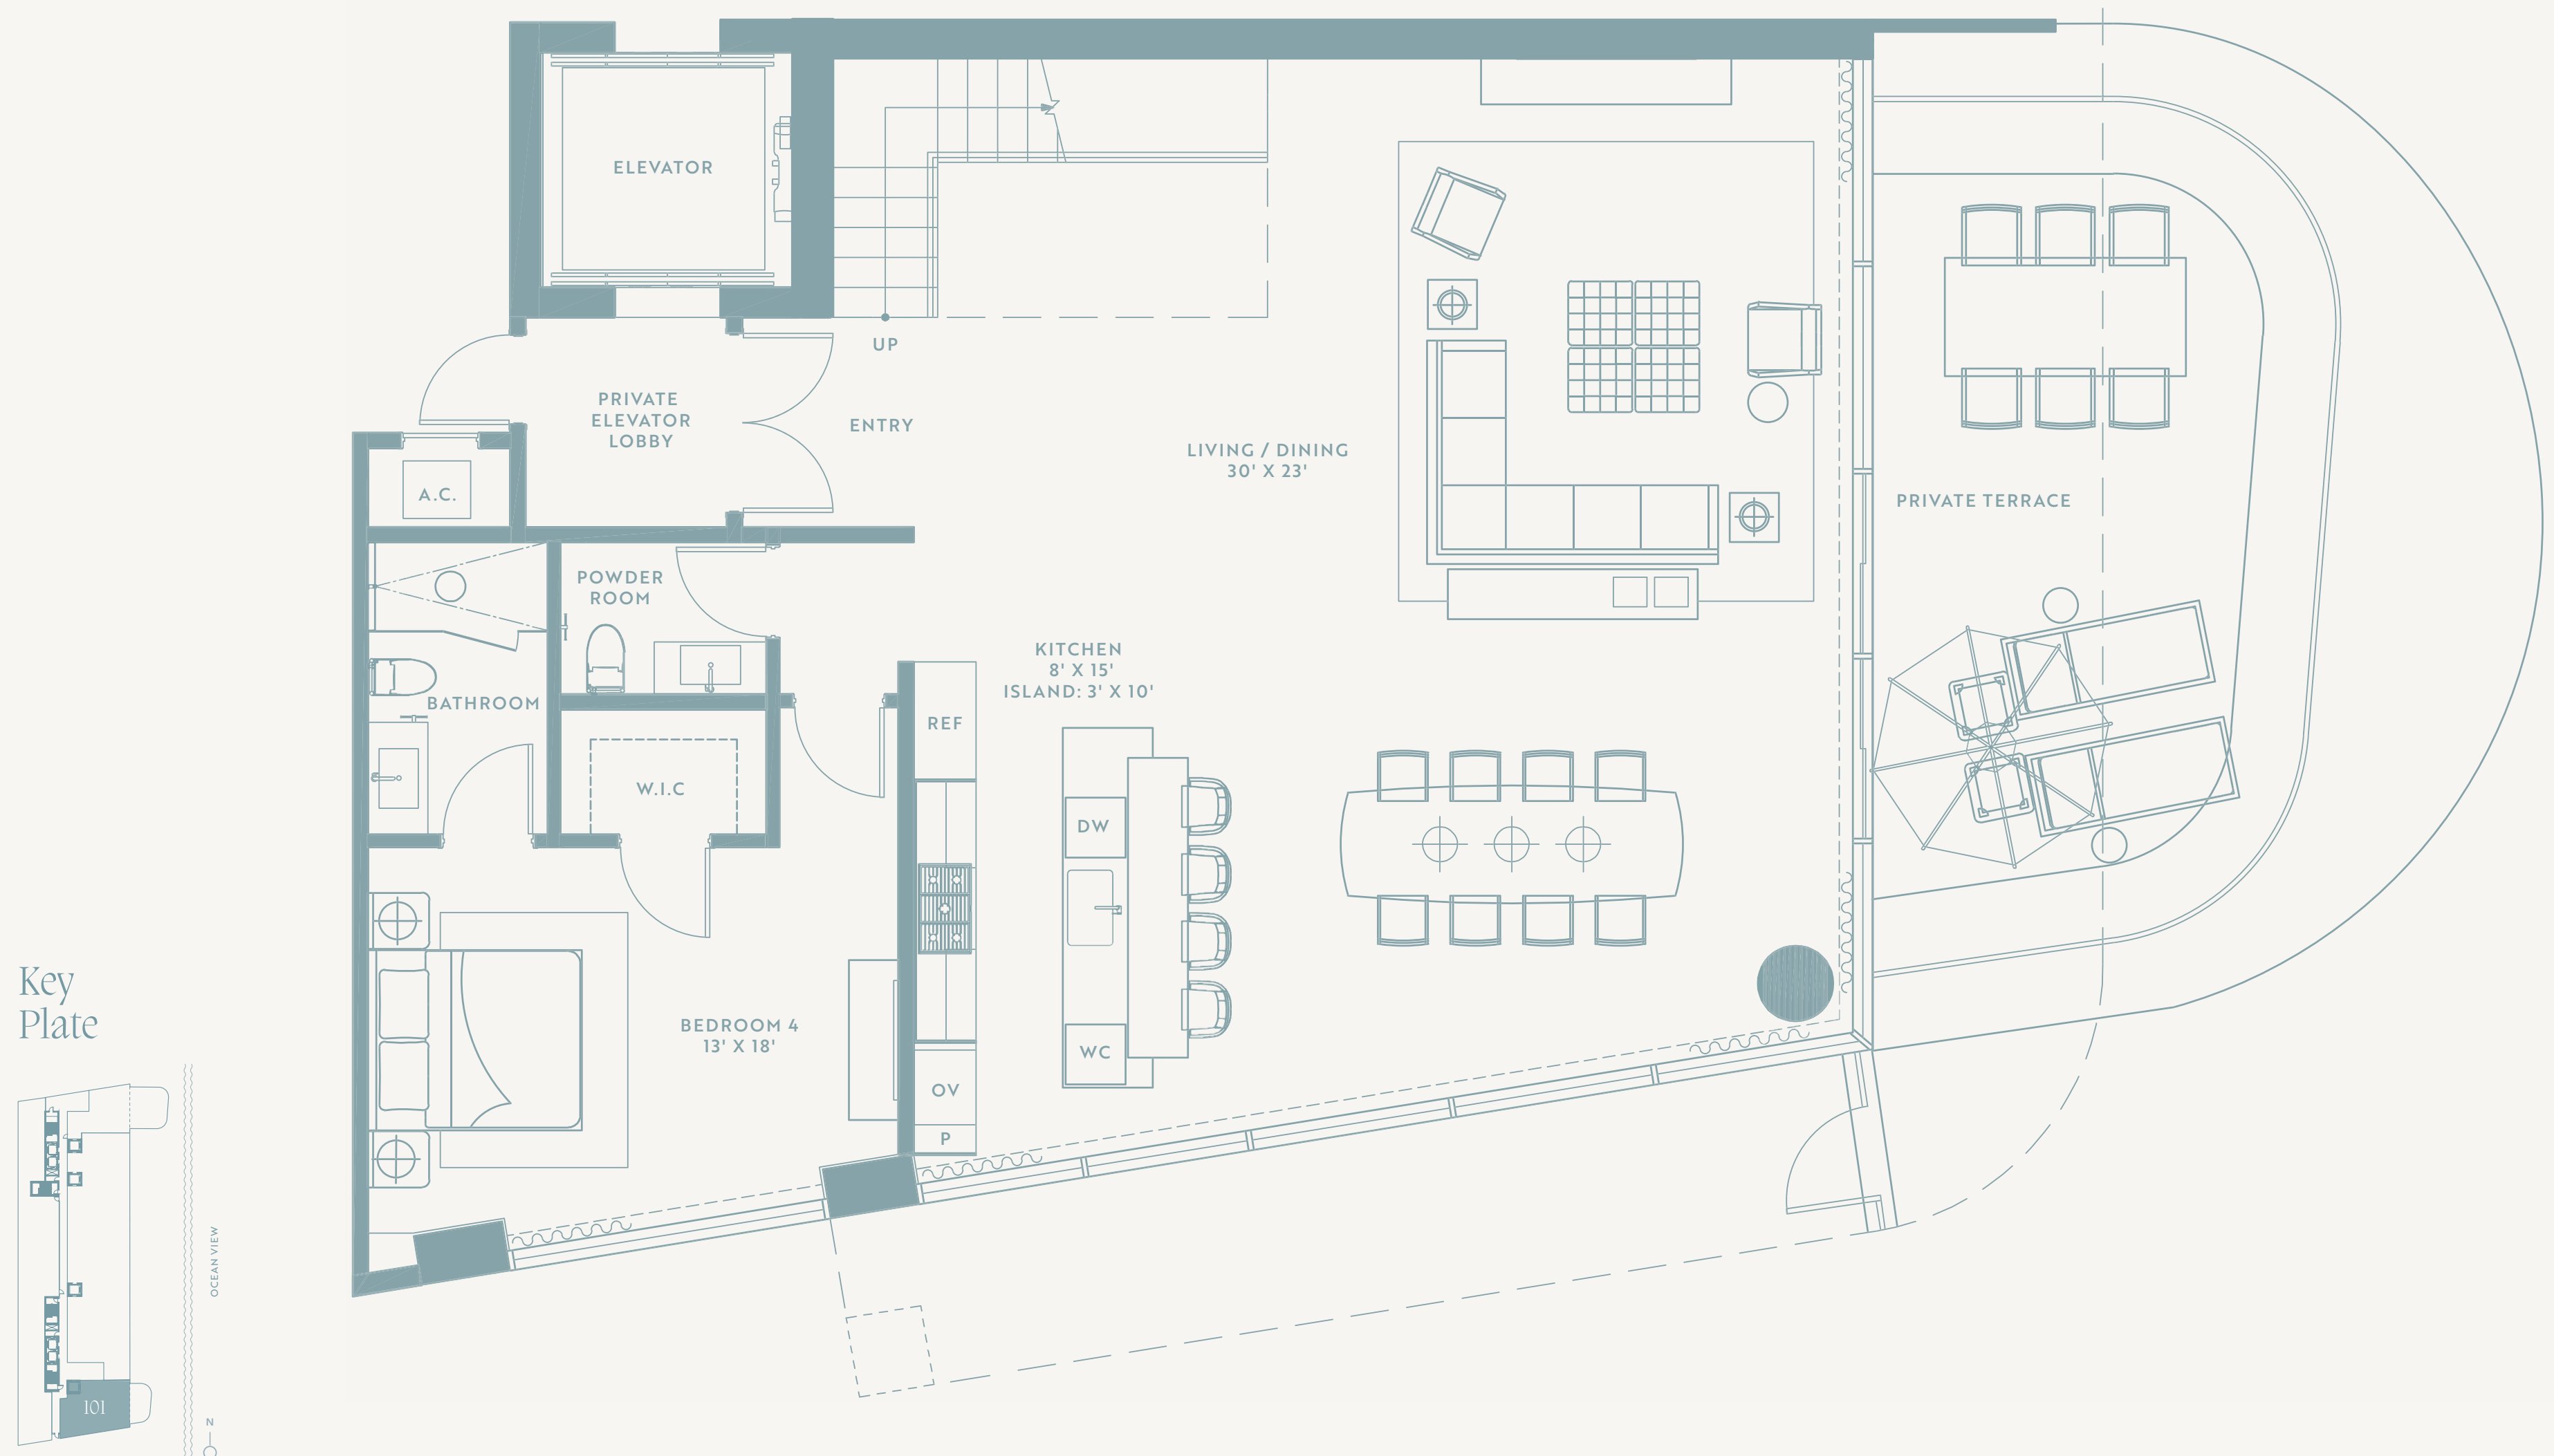 ELEVATOR
UP
PRIVATE
ELEVATOR
LOBBY
ENTRY
A.C.
LIVING / DINING
30' X 23'
PRIVATE TERRACE
POWDER
ROOM
BATHROOM
KITCHEN
8' X 15'
ISLAND: 3' X 10'
REF
W.I.C
DW
BEDROOM 4
13' X 18'
WC
OV
P
Key
Plate
OCEAN VIEW
101
N